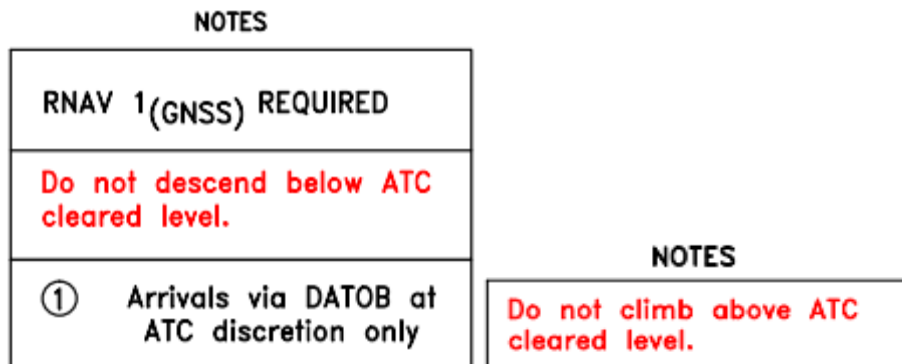 NOTES
RNAV 1(GNSS) REQUIRED
Do not descend below ATC
cleared level.
① Arrivals via DATOB at
ATC discretion only
NOTES
Do not climb above ATC
cleared level.